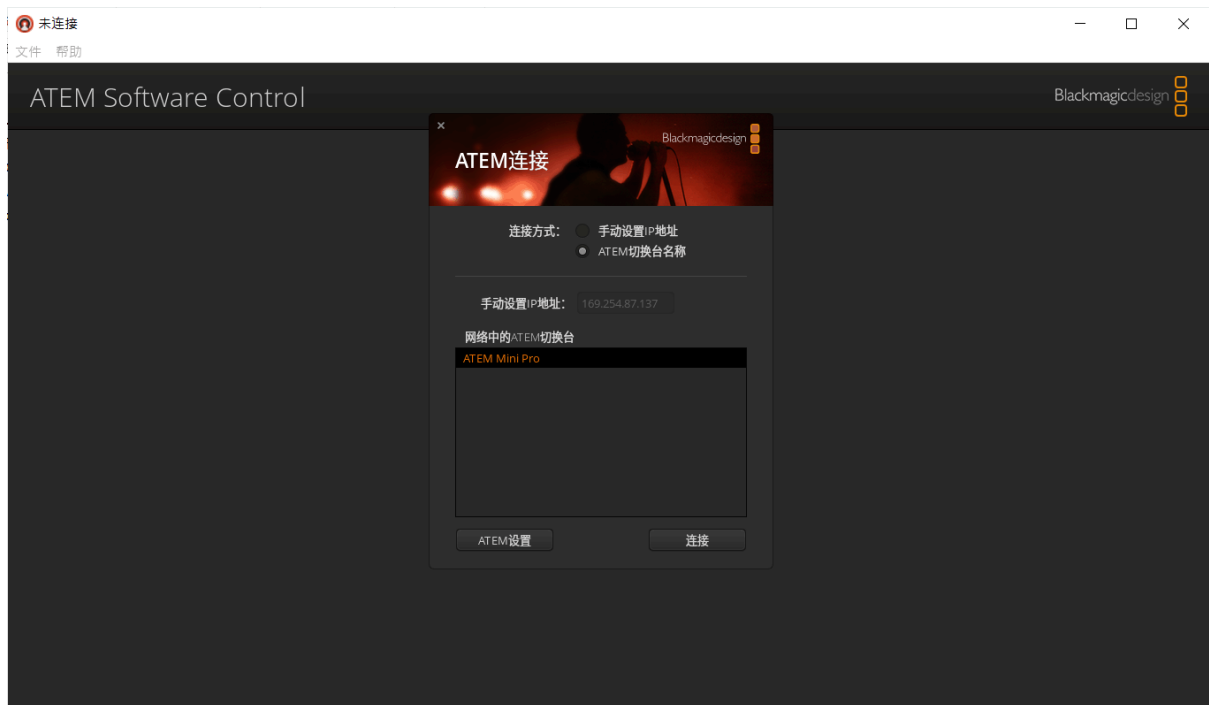 未连接
文件 帮助
ATEM Software Control
Blackmagicdesign
Blackmagicdesign
ATEM连接
连接方式： 手动设置IP地址
ATEM切换台名称
手动设置IP地址： 169.254.87.137
网络中的ATEM切换台
ATEM Mini Pro
ATEM设置 连接